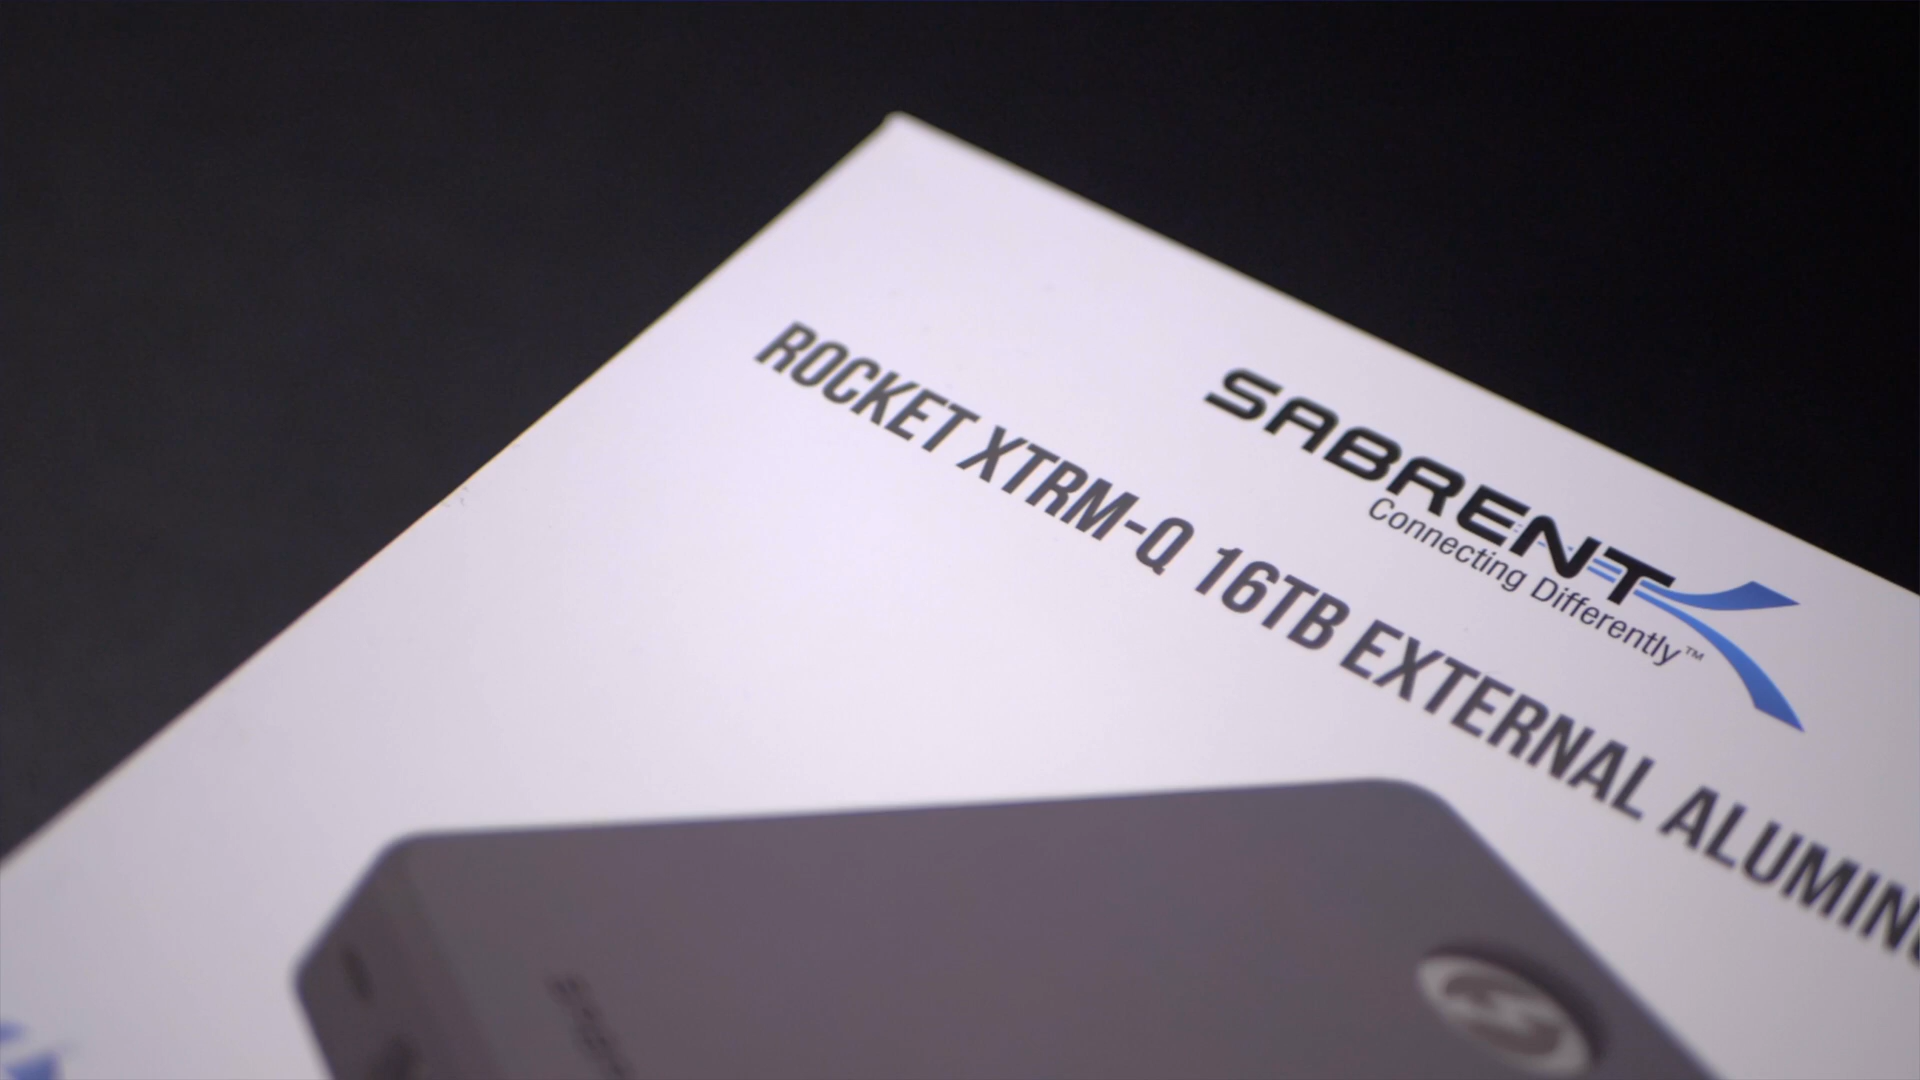 SABRENT
Connecting Differently™
ROCKET XTRM-Q 16TB EXTERNAL ALUMIN